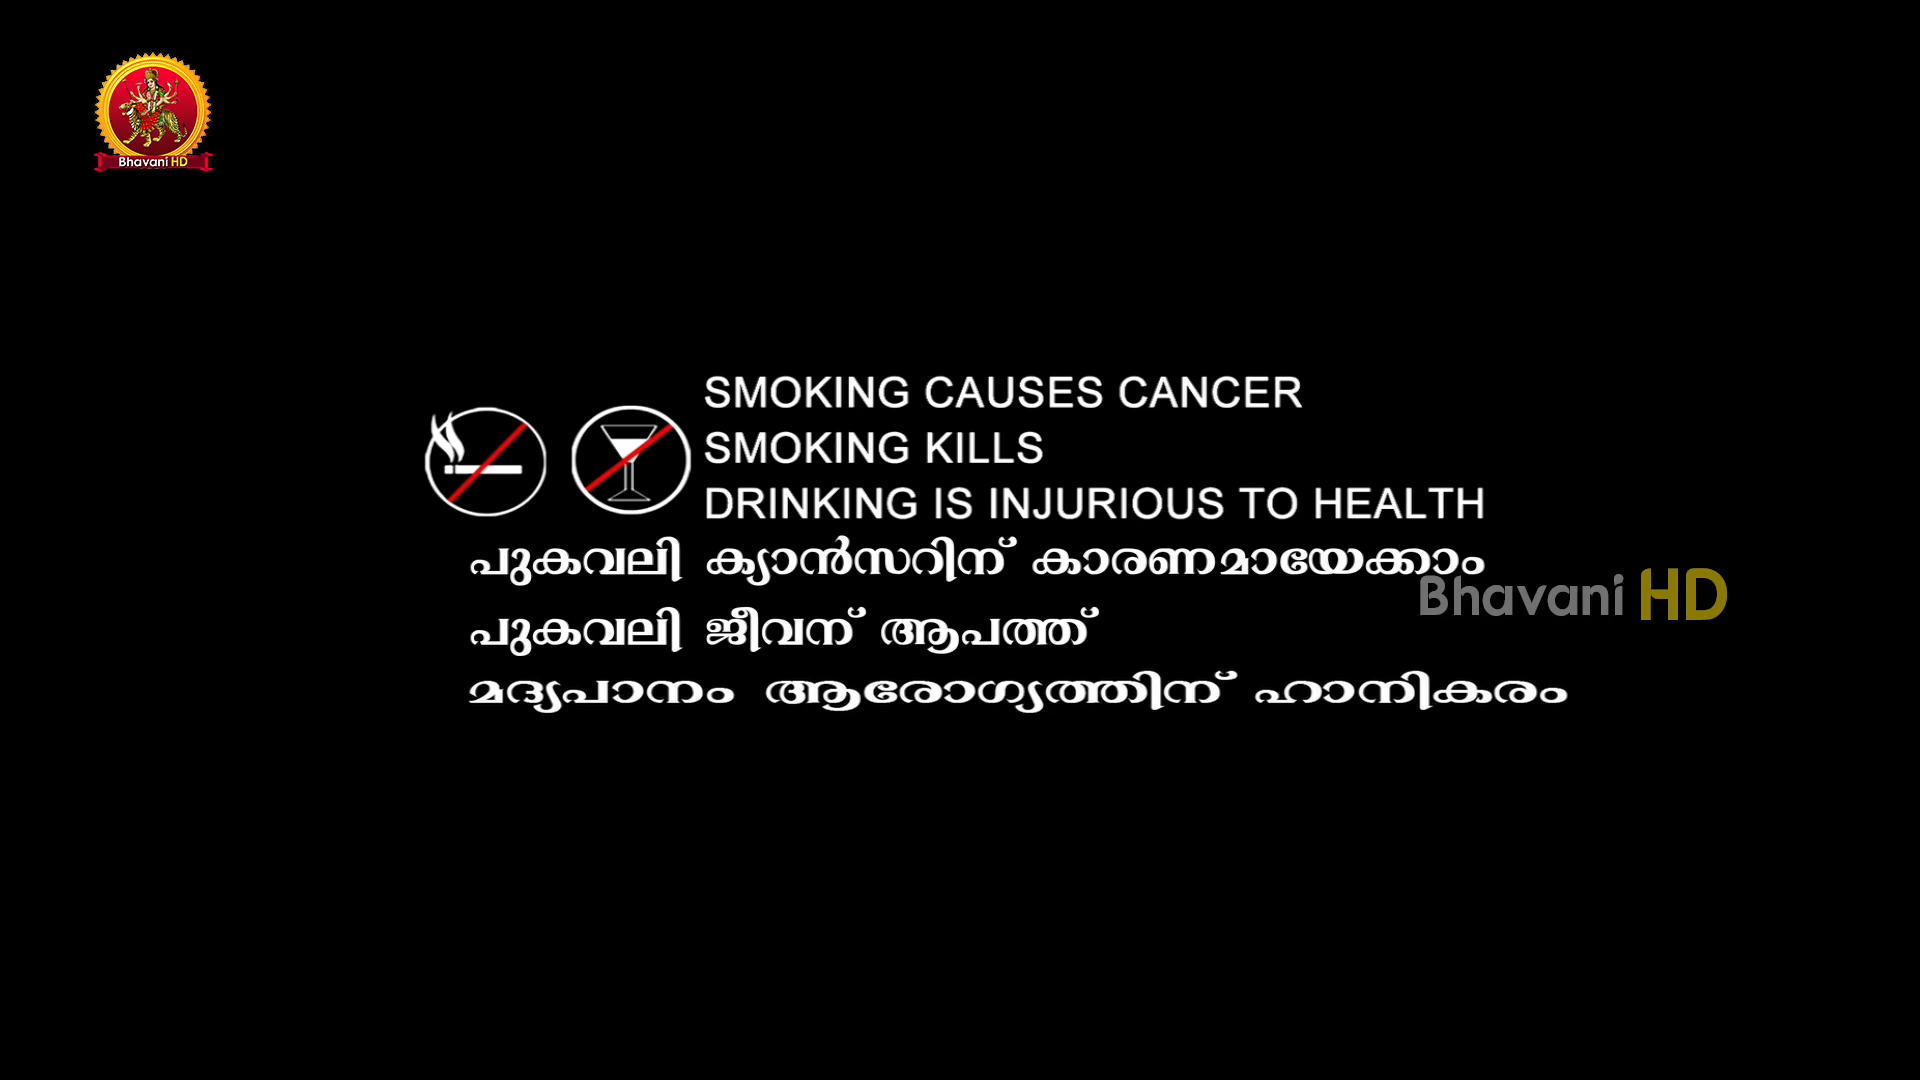 Bhavani HD
SMOKING CAUSES CANCER
SMOKING KILLS
DRINKING IS INJURIOUS TO HEALTH
പുകവലി ക്യാൻസറിന് കാരണമായേക്കാം
Bhavani HD
പുകവലി ജീവന് ആപത്ത്
മദ്യപാനം ആരോഗ്യത്തിന് ഹാനികരം